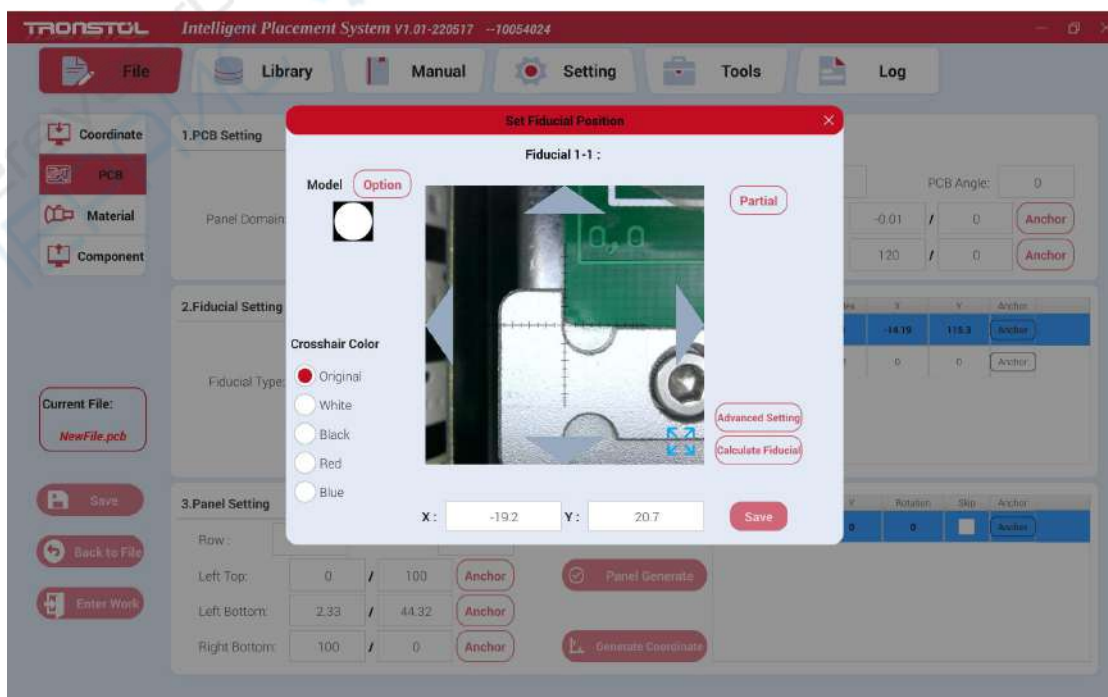 TRONSTOL Intelligent Placement System V1.01-220517 --10054024
File Library Manual Setting Tools Log
Coordinate
PCB
Material
Component
Current File:
NewFile.pcb
Save
Back to File
Enter Work
1.PCB Setting
PCB Angle: 0
Panel Domain
-0.01 / 0 Anchor
120 / 0 Anchor
2.Fiducial Setting
X Y Anchor
-14.19 115.3 Anchor
0 0 Anchor
Fiducial Type:
Set Fiducial Position
Fiducial 1-1 :
Model Option
Partial
0,0
Crosshair Color
Original
White
Black
Red
Blue
Advanced Setting
Calculate Fiducial
X : -19.2 Y : 20.7 Save
3.Panel Setting
Y Rotation Skip Anchor
0 0 Anchor
Row :
Left Top: 0 / 100 Anchor Panel Generate
Left Bottom: 2.33 / 44.32 Anchor
Right Bottom: 100 / 0 Anchor Generate Coordinate